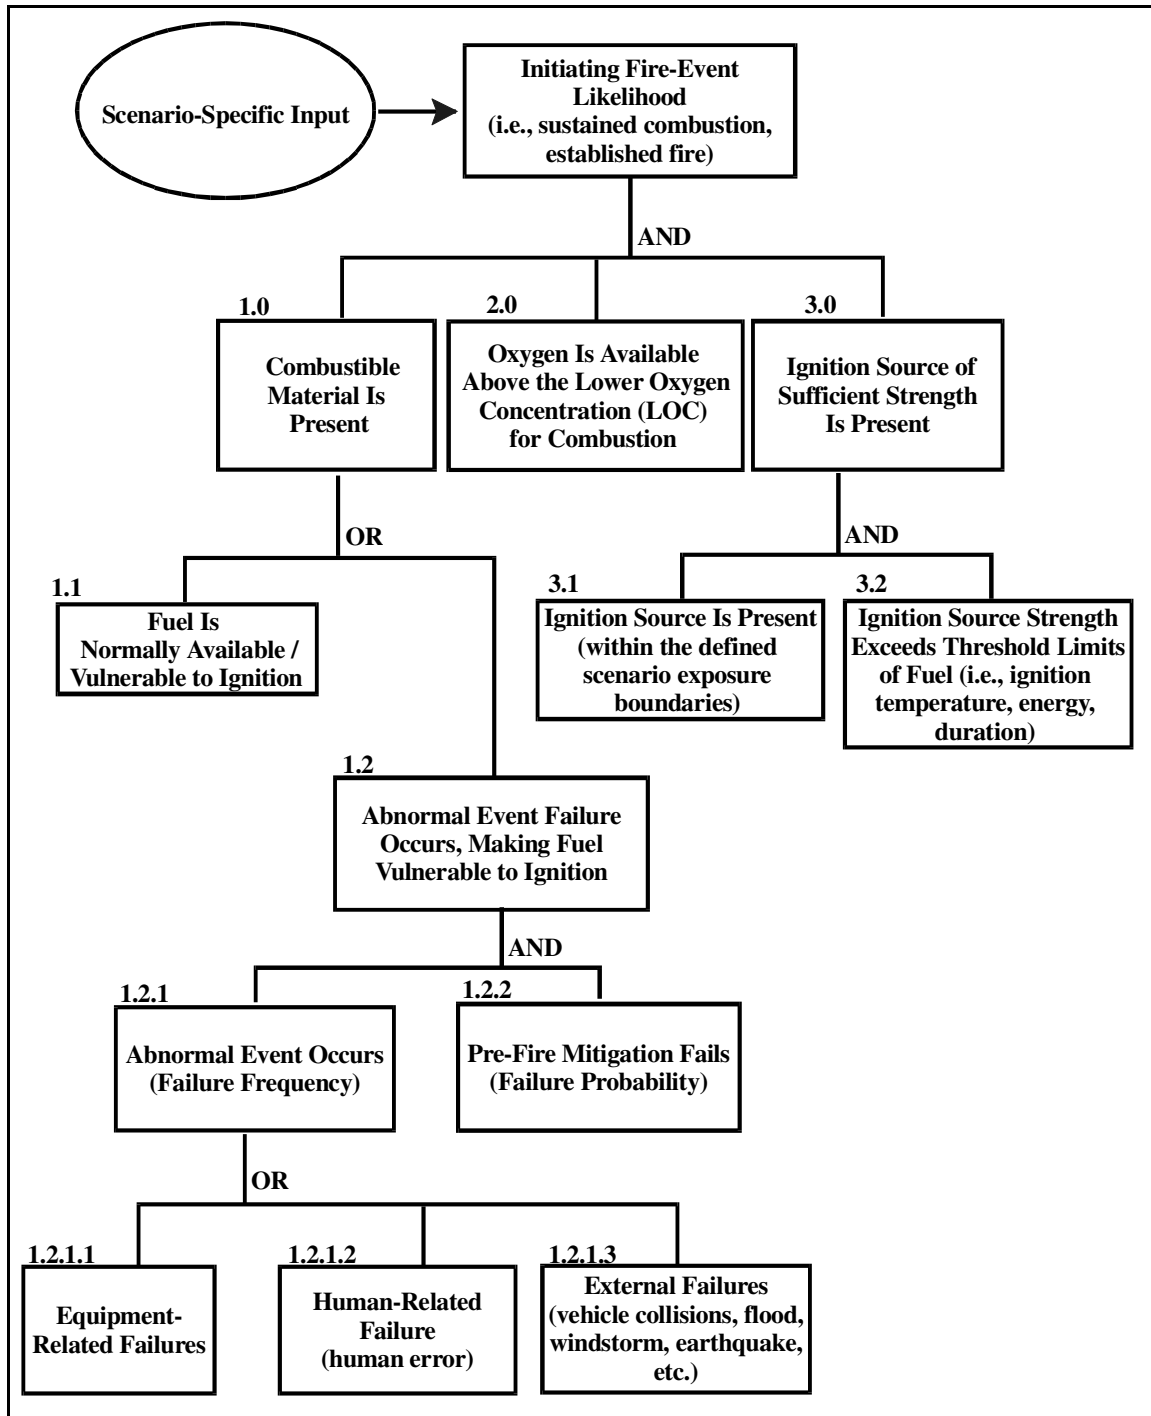 Scenario-Specific Input
Initiating Fire-Event
Likelihood
(i.e., sustained combustion,
established fire)
AND
1.0
Combustible
Material Is
Present
2.0
Oxygen Is Available
Above the Lower Oxygen
Concentration (LOC)
for Combustion
3.0
Ignition Source of
Sufficient Strength
Is Present
OR
AND
1.1
Fuel Is
Normally Available /
Vulnerable to Ignition
3.1
Ignition Source Is Present
(within the defined
scenario exposure
boundaries)
3.2
Ignition Source Strength
Exceeds Threshold Limits
of Fuel (i.e., ignition
temperature, energy,
duration)
1.2
Abnormal Event Failure
Occurs, Making Fuel
Vulnerable to Ignition
AND
1.2.1
Abnormal Event Occurs
(Failure Frequency)
1.2.2
Pre-Fire Mitigation Fails
(Failure Probability)
OR
1.2.1.1
Equipment-
Related Failures
1.2.1.2
Human-Related
Failure
(human error)
1.2.1.3
External Failures
(vehicle collisions, flood,
windstorm, earthquake,
etc.)